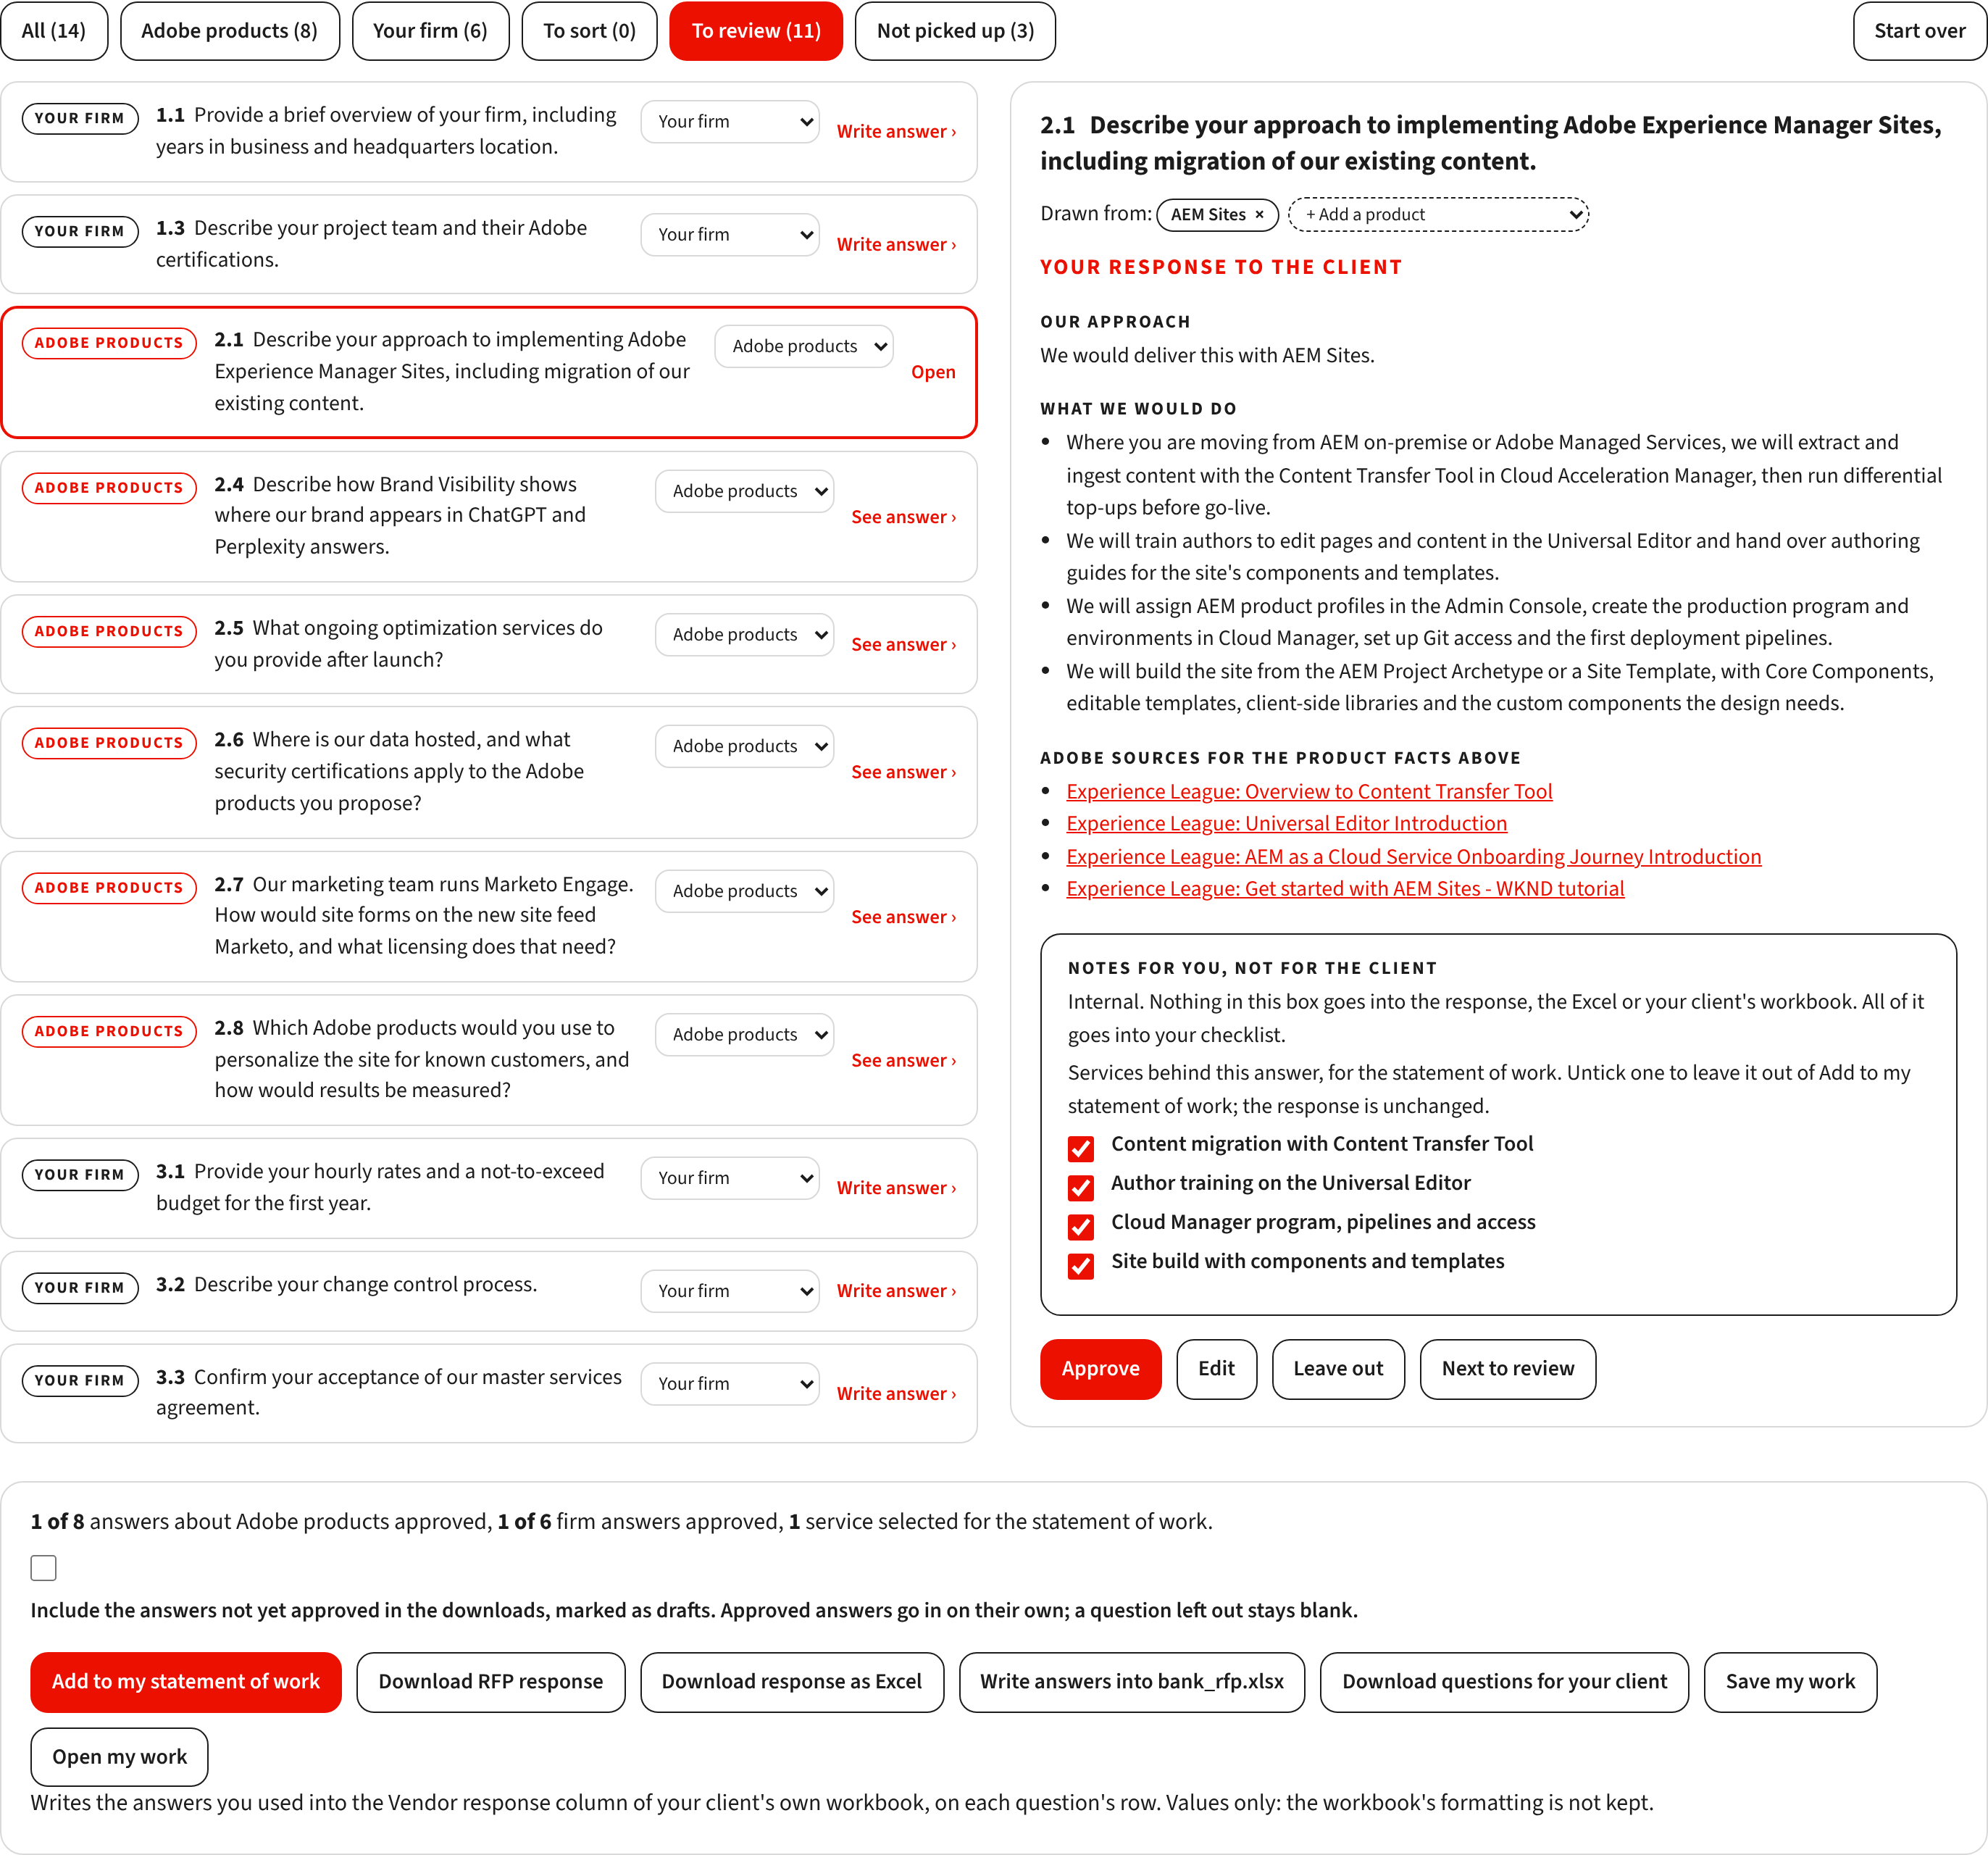 All (14)
Adobe products (8)
Your firm (6)
To sort (0)
To review (11)
Not picked up (3)
Start over
YOUR FIRM
1.1 Provide a brief overview of your firm, including
years in business and headquarters location.
Your firm
Write answer ›
YOUR FIRM
1.3 Describe your project team and their Adobe
certifications.
Your firm
Write answer ›
ADOBE PRODUCTS
2.1 Describe your approach to implementing Adobe
Experience Manager Sites, including migration of our
existing content.
Adobe products
Open
ADOBE PRODUCTS
2.4 Describe how Brand Visibility shows
where our brand appears in ChatGPT and
Perplexity answers.
Adobe products
See answer ›
ADOBE PRODUCTS
2.5 What ongoing optimization services do
you provide after launch?
Adobe products
See answer ›
ADOBE PRODUCTS
2.6 Where is our data hosted, and what
security certifications apply to the Adobe
products you propose?
Adobe products
See answer ›
ADOBE PRODUCTS
2.7 Our marketing team runs Marketo Engage.
How would site forms on the new site feed
Marketo, and what licensing does that need?
Adobe products
See answer ›
ADOBE PRODUCTS
2.8 Which Adobe products would you use to
personalize the site for known customers, and
how would results be measured?
Adobe products
See answer ›
YOUR FIRM
3.1 Provide your hourly rates and a not-to-exceed
budget for the first year.
Your firm
Write answer ›
YOUR FIRM
3.2 Describe your change control process.
Your firm
Write answer ›
YOUR FIRM
3.3 Confirm your acceptance of our master services
agreement.
Your firm
Write answer ›
2.1 Describe your approach to implementing Adobe Experience Manager Sites,
including migration of our existing content.
Drawn from: AEM Sites × + Add a product
YOUR RESPONSE TO THE CLIENT
OUR APPROACH
We would deliver this with AEM Sites.
WHAT WE WOULD DO
• Where you are moving from AEM on-premise or Adobe Managed Services, we will extract and
ingest content with the Content Transfer Tool in Cloud Acceleration Manager, then run differential
top-ups before go-live.
• We will train authors to edit pages and content in the Universal Editor and hand over authoring
guides for the site's components and templates.
• We will assign AEM product profiles in the Admin Console, create the production program and
environments in Cloud Manager, set up Git access and the first deployment pipelines.
• We will build the site from the AEM Project Archetype or a Site Template, with Core Components,
editable templates, client-side libraries and the custom components the design needs.
ADOBE SOURCES FOR THE PRODUCT FACTS ABOVE
• Experience League: Overview to Content Transfer Tool
• Experience League: Universal Editor Introduction
• Experience League: AEM as a Cloud Service Onboarding Journey Introduction
• Experience League: Get started with AEM Sites - WKND tutorial
NOTES FOR YOU, NOT FOR THE CLIENT
Internal. Nothing in this box goes into the response, the Excel or your client's workbook. All of it
goes into your checklist.
Services behind this answer, for the statement of work. Untick one to leave it out of Add to my
statement of work; the response is unchanged.
Content migration with Content Transfer Tool
Author training on the Universal Editor
Cloud Manager program, pipelines and access
Site build with components and templates
Approve
Edit
Leave out
Next to review
1 of 8 answers about Adobe products approved, 1 of 6 firm answers approved, 1 service selected for the statement of work.
Include the answers not yet approved in the downloads, marked as drafts. Approved answers go in on their own; a question left out stays blank.
Add to my statement of work
Download RFP response
Download response as Excel
Write answers into bank_rfp.xlsx
Download questions for your client
Save my work
Open my work
Writes the answers you used into the Vendor response column of your client's own workbook, on each question's row. Values only: the workbook's formatting is not kept.